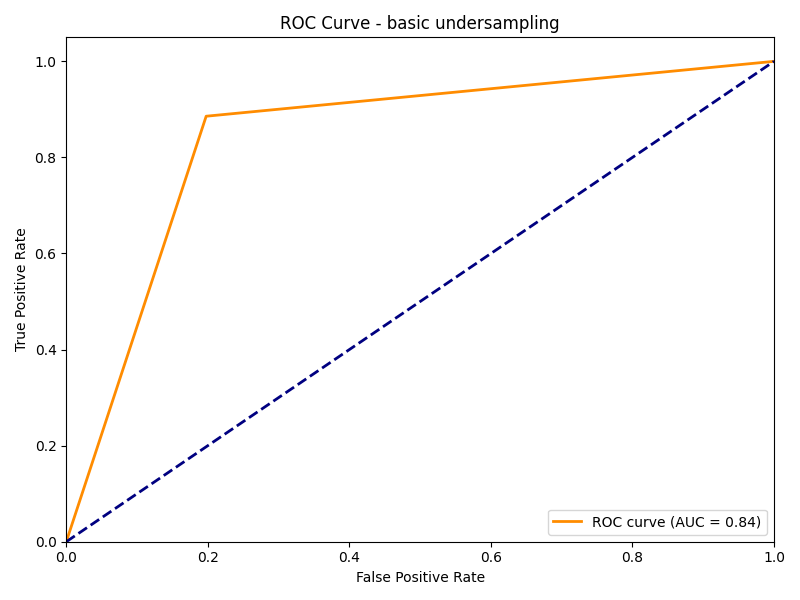 ROC Curve - basic undersampling
1.0
0.8
0.6
0.4
0.2
0.0
True Positive Rate
ROC curve (AUC = 0.84)
0.0 0.2 0.4 0.6 0.8 1.0
False Positive Rate